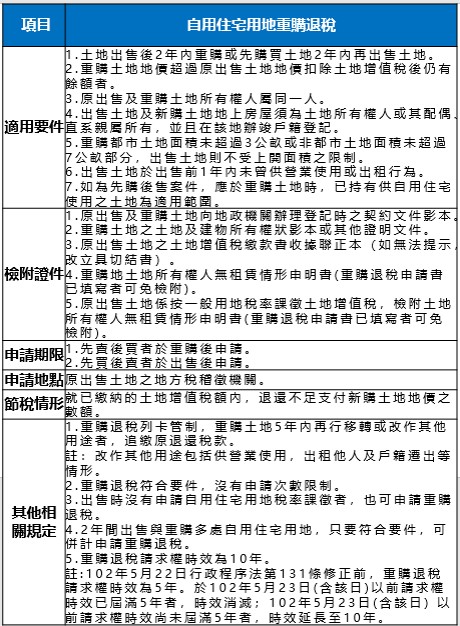 項目
自用住宅用地重購退稅
適用要件
1.土地出售後2年內重購或先購買土地2年內再出售土地。
2.重購土地地價超過原出售土地地價扣除土地增值稅後仍有
餘額者。
3.原出售及重購土地所有權人屬同一人。
4.出售土地及新購土地地上房屋須為土地所有權人或其配偶、
直系親屬所有，並且在該地辦竣戶籍登記。
5.重購都市土地面積未超過3公畝或非都市土地面積未超過
7公畝部分，出售土地則不受上開面積之限制。
6.出售土地於出售前1年內未曾供營業使用或出租行為。
7.如為先購後售案件，應於重購土地時，已持有供自用住宅
使用之土地為適用範圍。
檢附證件
1.原出售及重購土地向地政機關辦理登記時之契約文件影本。
2.重購之土地及建物所有權狀影本或其他證明文件。
3.原出售土地之土地增值稅繳款書收據聯正本（如無法提示，
改立具切結書）。
4.重購地土地所有權人無租賃情形申明書(重購退稅申請書
已填寫者可免檢附)。
5.原出售土地係按一般用地稅率課徵土地增值稅，檢附土地
所有權人無租賃情形申明書(重購退稅申請書已填寫者可免
檢附)。
申請期限
1.先賣後買者於重購後申請。
2.先買後賣者於出售後申請。
申請地點
原出售土地之地方稅稽徵機關。
節稅情形
就已繳納的土地增值稅額內，退還不足支付新購土地地價之
數額。
其他相
關規定
1.重購退稅列卡管制，重購土地5年內再行移轉或改作其他
用途者，追繳原退還稅款。
註：改作其他用途包括供營業使用，出租他人及戶籍遷出等
情形。
2.重購退稅符合要件，沒有申請次數限制。
3.出售時沒有申請自用住宅用地稅率課徵者，也可申請重購
退稅。
4.2年間出售與重購多處自用住宅用地，只要符合要件，可
併計申請重購退稅。
5.重購退稅請求權時效為10年。
註:102年5月22日行政程序法第131條修正前，重購退稅
請求權時效為5年。於102年5月23日(含該日)以前請求權
時效已屆滿5年者，時效消滅；102年5月23日(含該日) 以
前請求權時效尚未屆滿5年者，時效延長至10年。